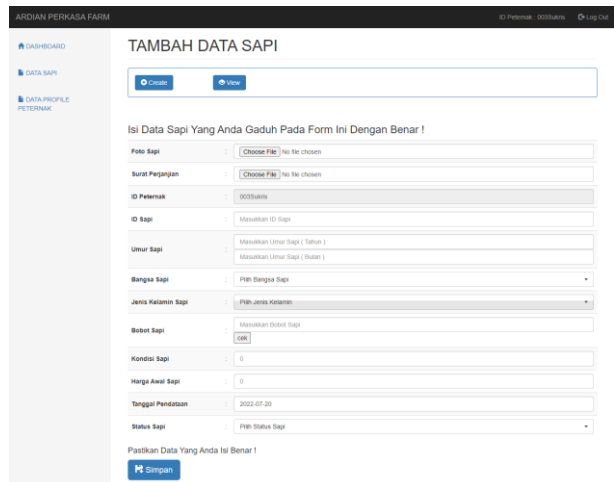 ARDIAN PERKASA FARM
ID Peternak : 003Sukris Log Out
DASHBOARD
DATA SAPI
DATA PROFILE
PETERNAK
TAMBAH DATA SAPI
Create View
Isi Data Sapi Yang Anda Gaduh Pada Form Ini Dengan Benar !
Foto Sapi : Choose File No file chosen
Surat Perjanjian : Choose File No file chosen
ID Peternak : 003Sukris
ID Sapi : Masukkan ID Sapi
Umur Sapi : Masukkan Umur Sapi ( Tahun )
Masukkan Umur Sapi ( Bulan )
Bangsa Sapi : Pilih Bangsa Sapi
Jenis Kelamin Sapi : Pilih Jenis Kelamin
Bobot Sapi : Masukkan Bobot Sapi
cek
Kondisi Sapi : 0
Harga Awal Sapi : 0
Tanggal Pendataan : 2022-07-20
Status Sapi : Pilih Status Sapi
Pastikan Data Yang Anda Isi Benar !
Simpan